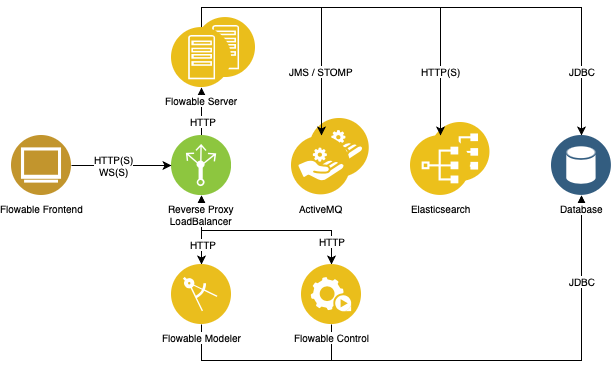 JMS / STOMP
HTTP(S)
JDBC
Flowable Server
HTTP
HTTP(S)
WS(S)
Flowable Frontend
Reverse Proxy
LoadBalancer
ActiveMQ
Elasticsearch
Database
HTTP
HTTP
JDBC
Flowable Modeler
Flowable Control